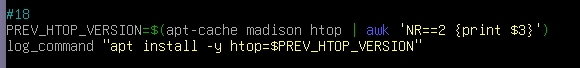 #18
PREV_HTOP_VERSION=$(apt-cache madison htop | awk 'NR==2 {print $3}')
log_command "apt install -y htop=$PREV_HTOP_VERSION"